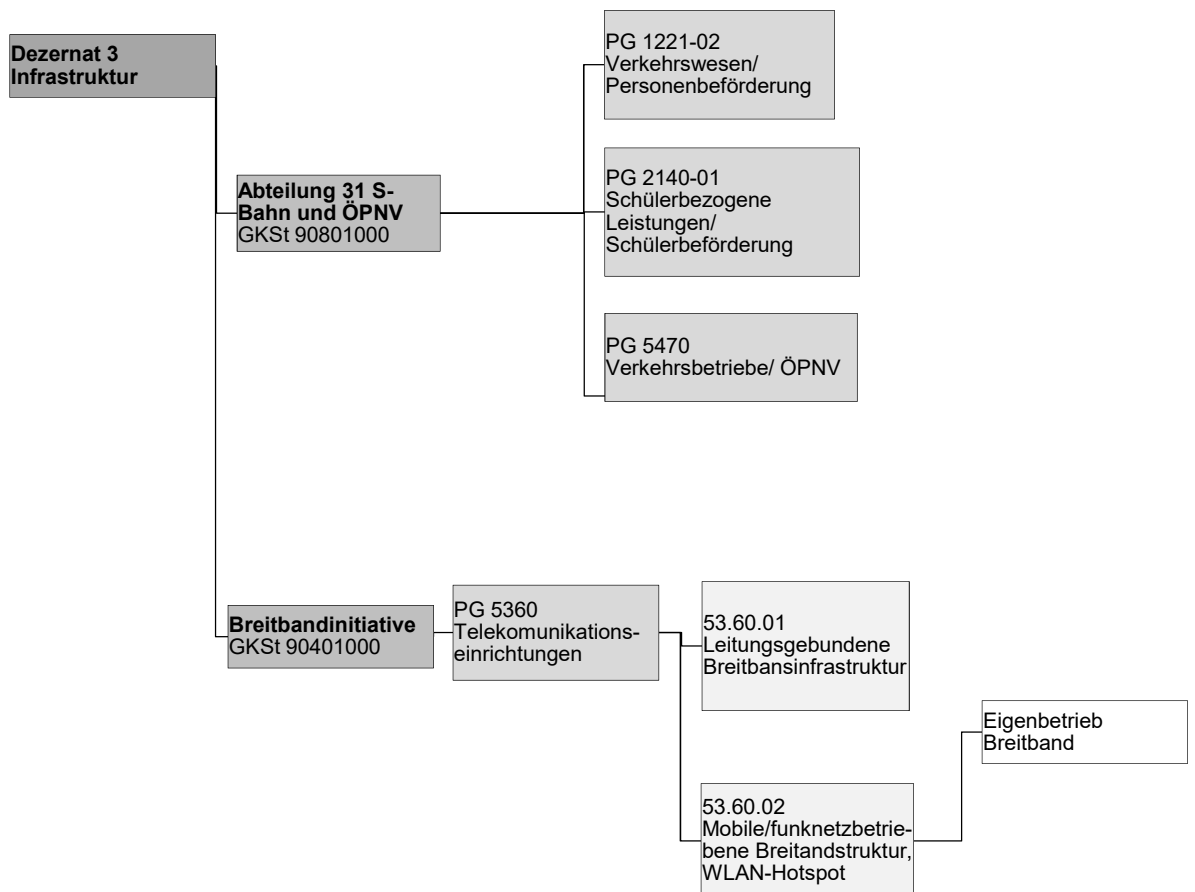 Dezernat 3
Infrastruktur
PG 1221-02
Verkehrswesen/
Personenbeförderung
Abteilung 31 S-
Bahn und ÖPNV
GKSt 90801000
PG 2140-01
Schülerbezogene
Leistungen/
Schülerbeförderung
PG 5470
Verkehrsbetriebe/ ÖPNV
Breitbandinitiative
GKSt 90401000
PG 5360
Telekomunikations-
einrichtungen
53.60.01
Leitungsgebundene
Breitbansinfrastruktur
Eigenbetrieb
Breitband
53.60.02
Mobile/funknetzbetrie-
bene Breitandstruktur,
WLAN-Hotspot